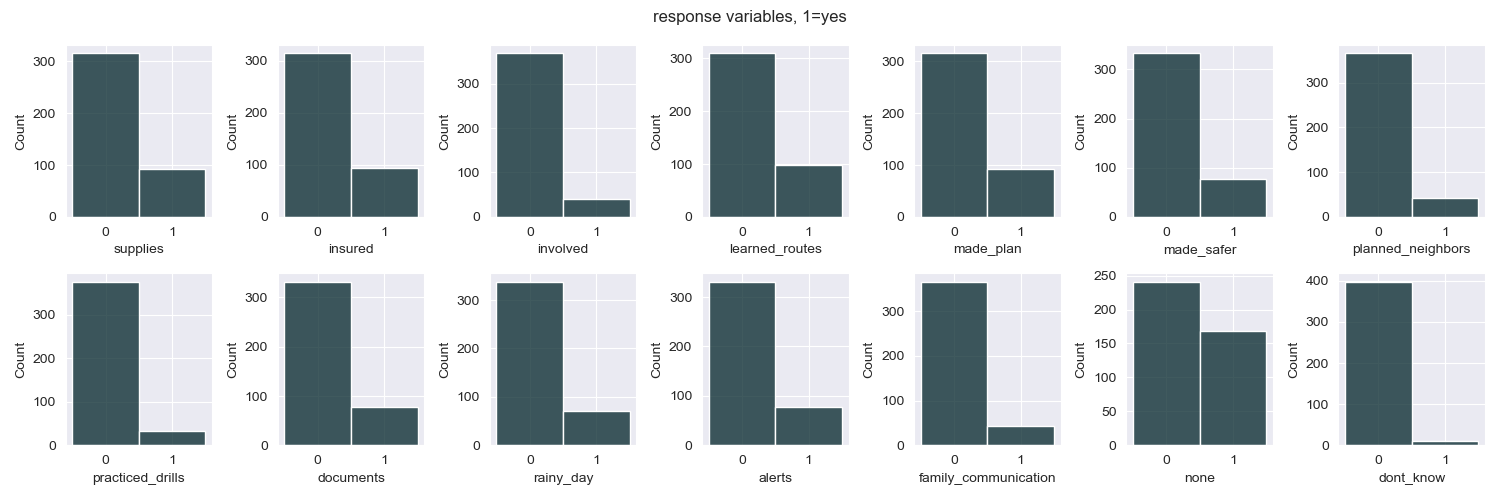 response variables, 1=yes
Count
300
200
100
0
0 1
supplies
Count
300
200
100
0
0 1
insured
Count
300
200
100
0
0 1
involved
Count
300
200
100
0
0 1
learned_routes
Count
300
200
100
0
0 1
made_plan
Count
300
200
100
0
0 1
made_safer
Count
300
200
100
0
0 1
planned_neighbors
Count
300
200
100
0
0 1
practiced_drills
Count
300
200
100
0
0 1
documents
Count
300
200
100
0
0 1
rainy_day
Count
300
200
100
0
0 1
alerts
Count
300
200
100
0
0 1
family_communication
Count
250
200
150
100
50
0
0 1
none
Count
400
300
200
100
0
0 1
dont_know